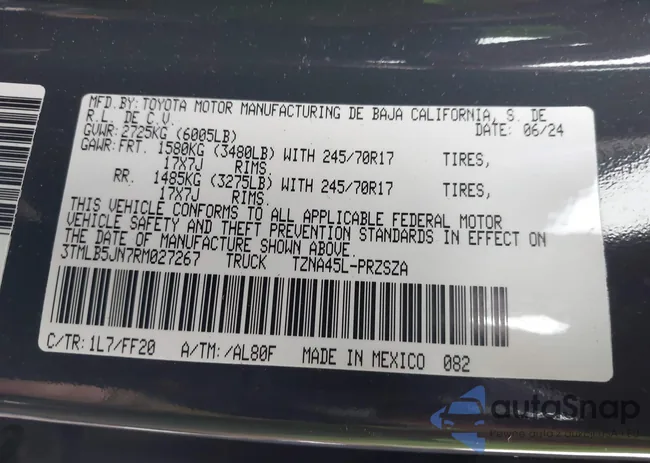 MFD.BY:TOYOTA MOTOR MANUFACTURING DE BAJA CALIFORNIA, S. DE
R.L. DE C.V. DATE: 06/24
GVWR: 2725KG (6005LB)
GAWR:FRT. 1580KG (3480LB) WITH 245/70R17 TIRES,
17X7J RIMS.
RR. 1485KG (3275LB) WITH 245/70R17 TIRES,
17X7J RIMS.
THIS VEHICLE CONFORMS TO ALL APPLICABLE FEDERAL MOTOR
VEHICLE SAFETY AND THEFT PREVENTION STANDARDS IN EFFECT ON
THE DATE OF MANUFACTURE SHOWN ABOVE.
3TMLB5JN7RM027267 TRUCK TZNA45L-PRZSZA
C/TR: 1L7/FF20 A/TM: /AL80F MADE IN MEXICO 082
autoSnap